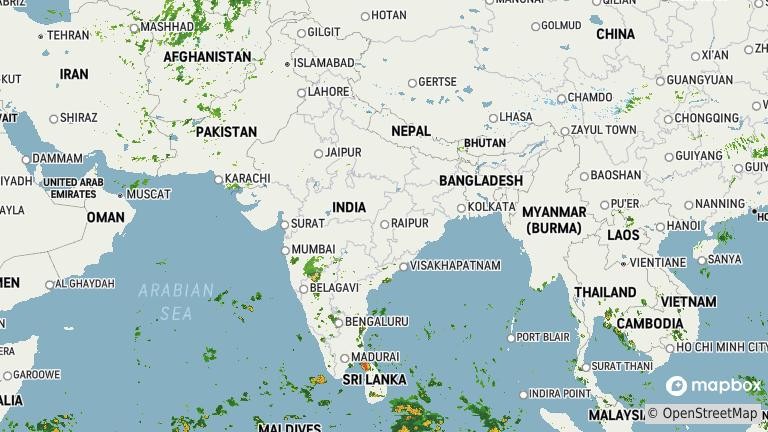 HOTAN
QILIAN
TEHRAN
MASHHAD
GILGIT
GOLMUD
CHINA
AFGHANISTAN
ISLAMABAD
XI'AN
IRAN
GERTSE
GUANGYUAN
LAHORE
CHAMDO
SHIRAZ
LHASA
CHONGQING
PAKISTAN
NEPAL
ZAYUL TOWN
BHUTAN
DAMMAM
JAIPUR
GUIYANG
KARACHI
BANGLADESH
BAOSHAN
UNITED ARAB
EMIRATES
MUSCAT
INDIA
KOLKATA
MYANMAR
(BURMA)
PU'ER
NANNING
OMAN
SURAT
RAIPUR
HANOI
LAOS
MUMBAI
VISAKHAPATNAM
VIENTIANE
SANYA
AL GHAYDAH
ARABIAN
SEA
BELAGAVI
THAILAND
VIETNAM
BENGALURU
CAMBODIA
PORT BLAIR
HO CHI MINH CITY
MADURAI
SURAT THANI
GAROOWE
SRI LANKA
mapbox
INDIRA POINT
MALDIVES
MALAYSI
© OpenStreetMap